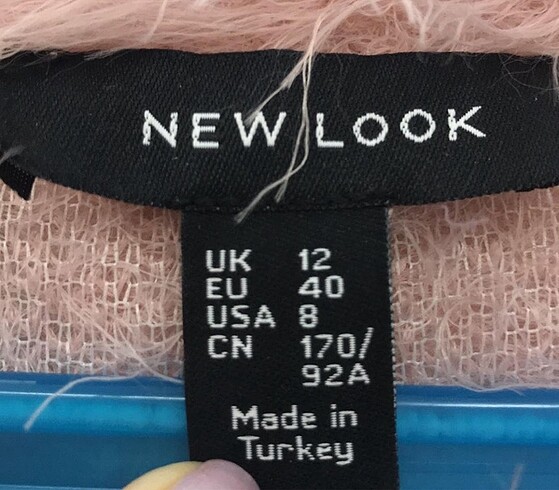 NEW LOOK
UK 12
EU 40
USA 8
CN 170/
92A
Made in
Turkey